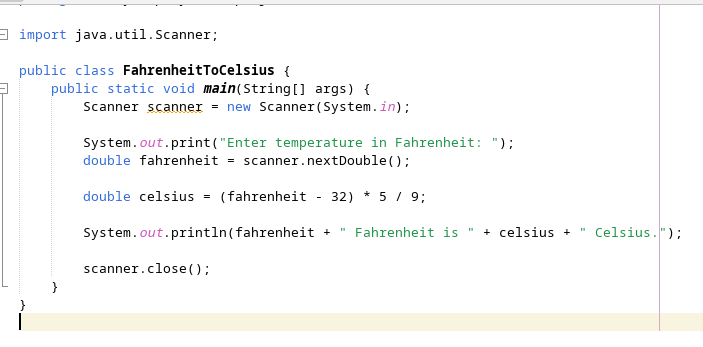 import java.util.Scanner;
public class FahrenheitToCelsius {
    public static void main(String[] args) {
        Scanner scanner = new Scanner(System.in);
        System.out.print("Enter temperature in Fahrenheit: ");
        double fahrenheit = scanner.nextDouble();
        double celsius = (fahrenheit - 32) * 5 / 9;
        System.out.println(fahrenheit + " Fahrenheit is " + celsius + " Celsius.");
        scanner.close();
    }
}